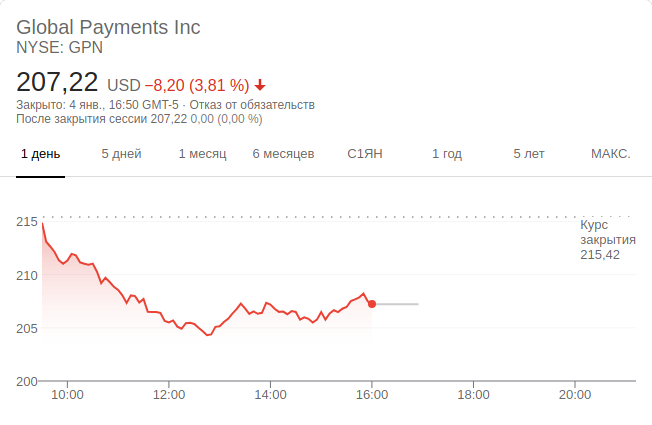 Global Payments Inc
NYSE: GPN
207,22 USD −8,20 (3,81 %)
Закрыто: 4 янв., 16:50 GMT-5 · Отказ от обязательств
После закрытия сессии 207,22 0,00 (0,00 %)
1 день 5 дней 1 месяц 6 месяцев С1ЯН 1 год 5 лет МАКС.
215
Курс
закрытия
215,42
210
205
200
10:00 12:00 14:00 16:00 18:00 20:00